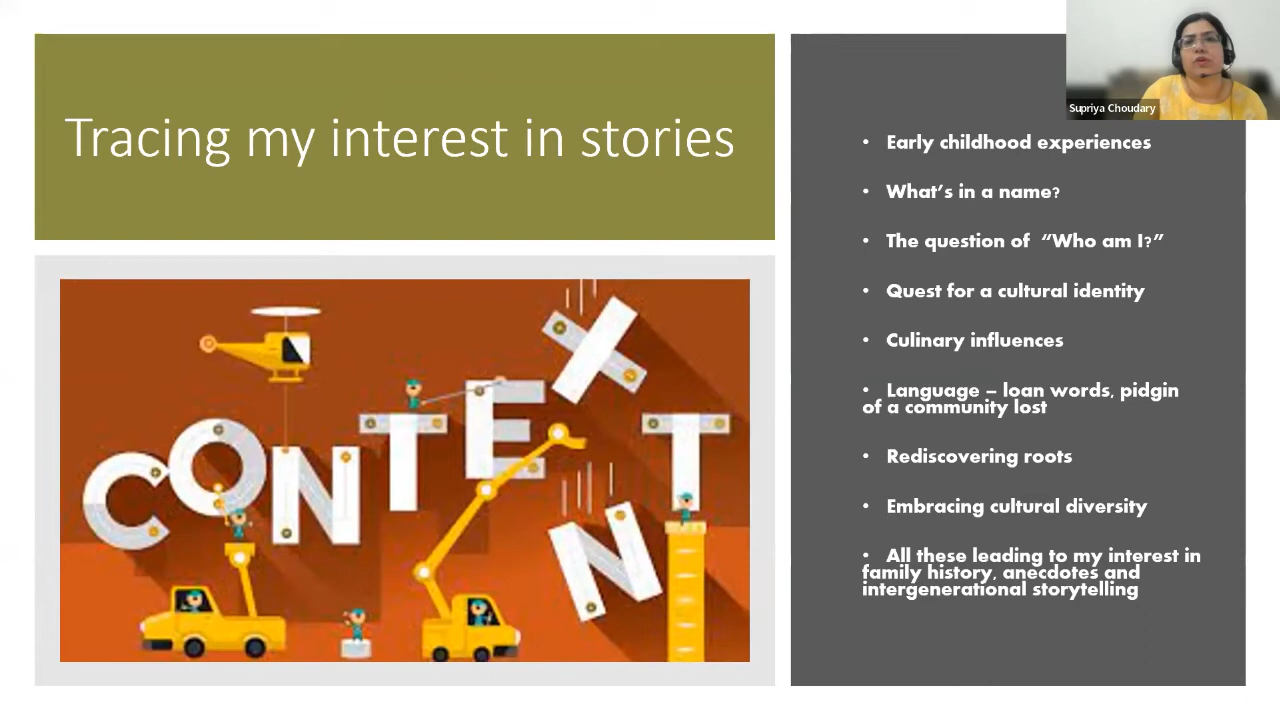 Tracing my interest in stories
Supriya Choudary
• Early childhood experiences
• What’s in a name?
• The question of “Who am I?”
• Quest for a cultural identity
• Culinary influences
• Language – loan words, pidgin
of a community lost
• Rediscovering roots
• Embracing cultural diversity
• All these leading to my interest in
family history, anecdotes and
intergenerational storytelling
CONTEXT
N